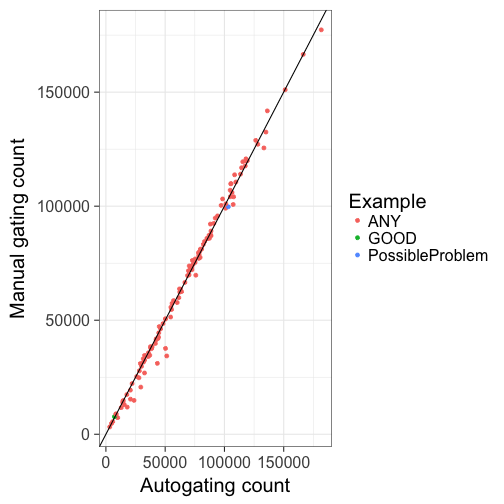 150000
100000
50000
0
Manual gating count
0 50000 100000 150000
Autogating count
Example
ANY
GOOD
PossibleProblem